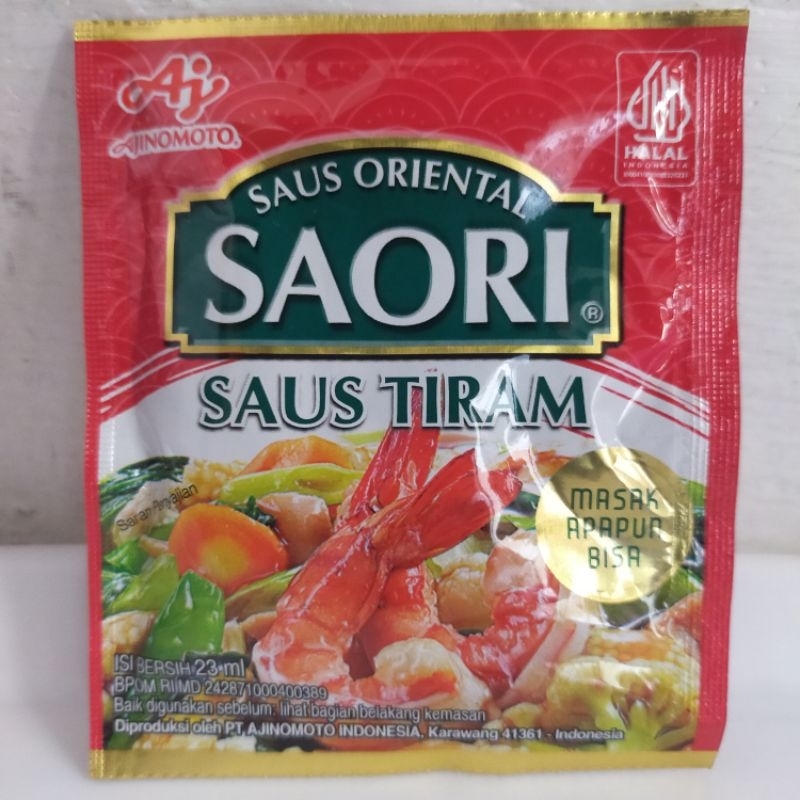 Aj
AJINOMOTO®
HALAL
INDONESIA
SAUS ORIENTAL
SAORI®
SAUS TIRAM
Saran Penyajian
MASAK
APAPUN
BISA
ISI BERSIH 23 ml
BPOM RI MD 242871000400389
Baik digunakan sebelum: lihat bagian belakang kemasan
Diproduksi oleh PT AJINOMOTO INDONESIA, Karawang 41361 - Indonesia